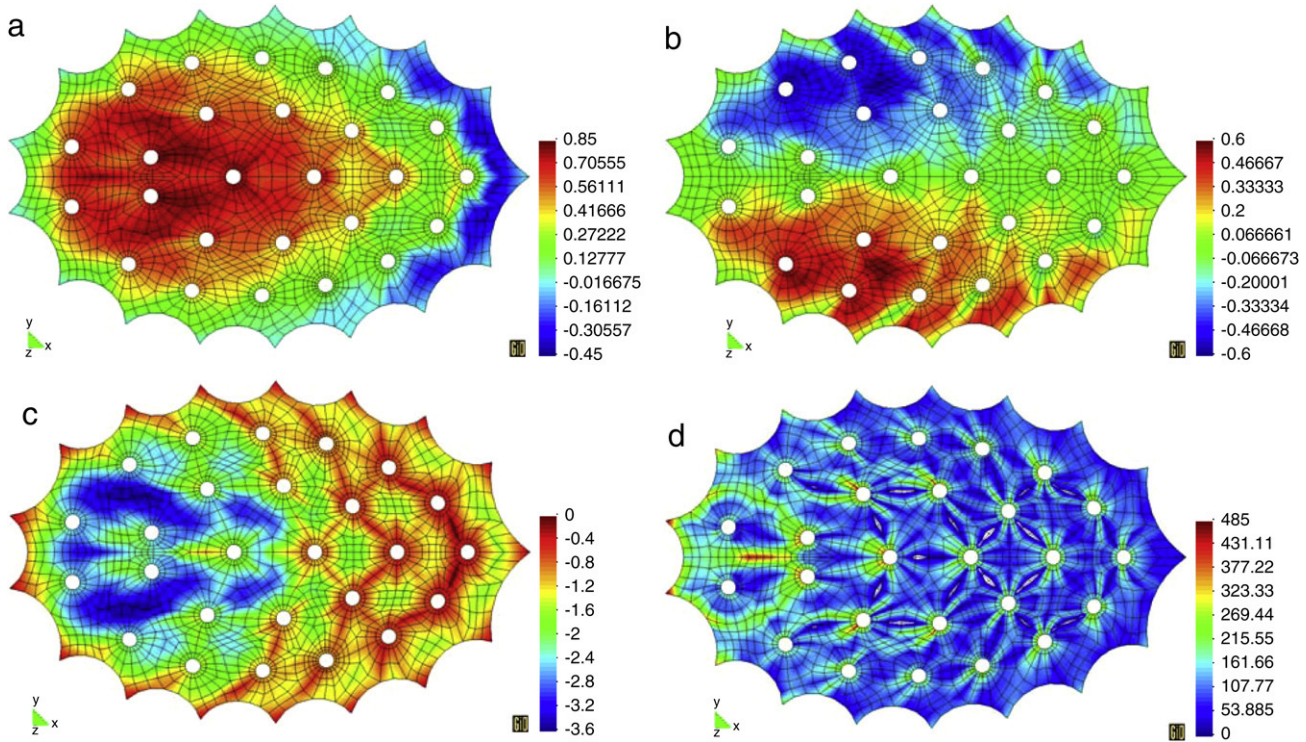 a
0.85
0.70555
0.56111
0.41666
0.27222
0.12777
-0.016675
-0.16112
-0.30557
-0.45
y
z x
GiD
b
0.6
0.46667
0.33333
0.2
0.066661
-0.066673
-0.20001
-0.33334
-0.46668
-0.6
y
z x
GiD
c
0
-0.4
-0.8
-1.2
-1.6
-2
-2.4
-2.8
-3.2
-3.6
y
z x
GiD
d
485
431.11
377.22
323.33
269.44
215.55
161.66
107.77
53.885
0
y
z x
GiD